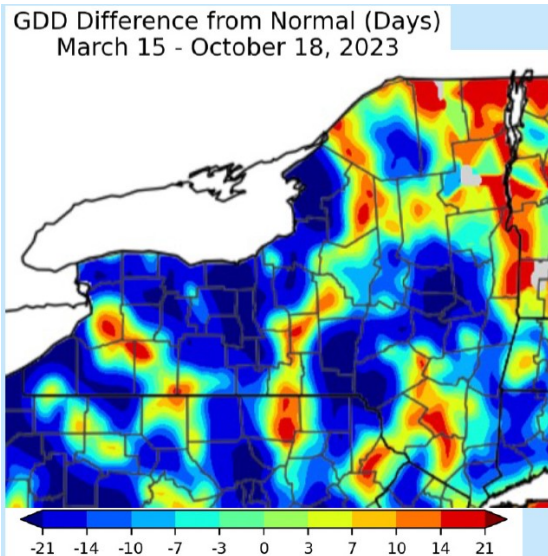 GDD Difference from Normal (Days)
March 15 - October 18, 2023
-21 -14 -10 -7 -3 0 3 7 10 14 21